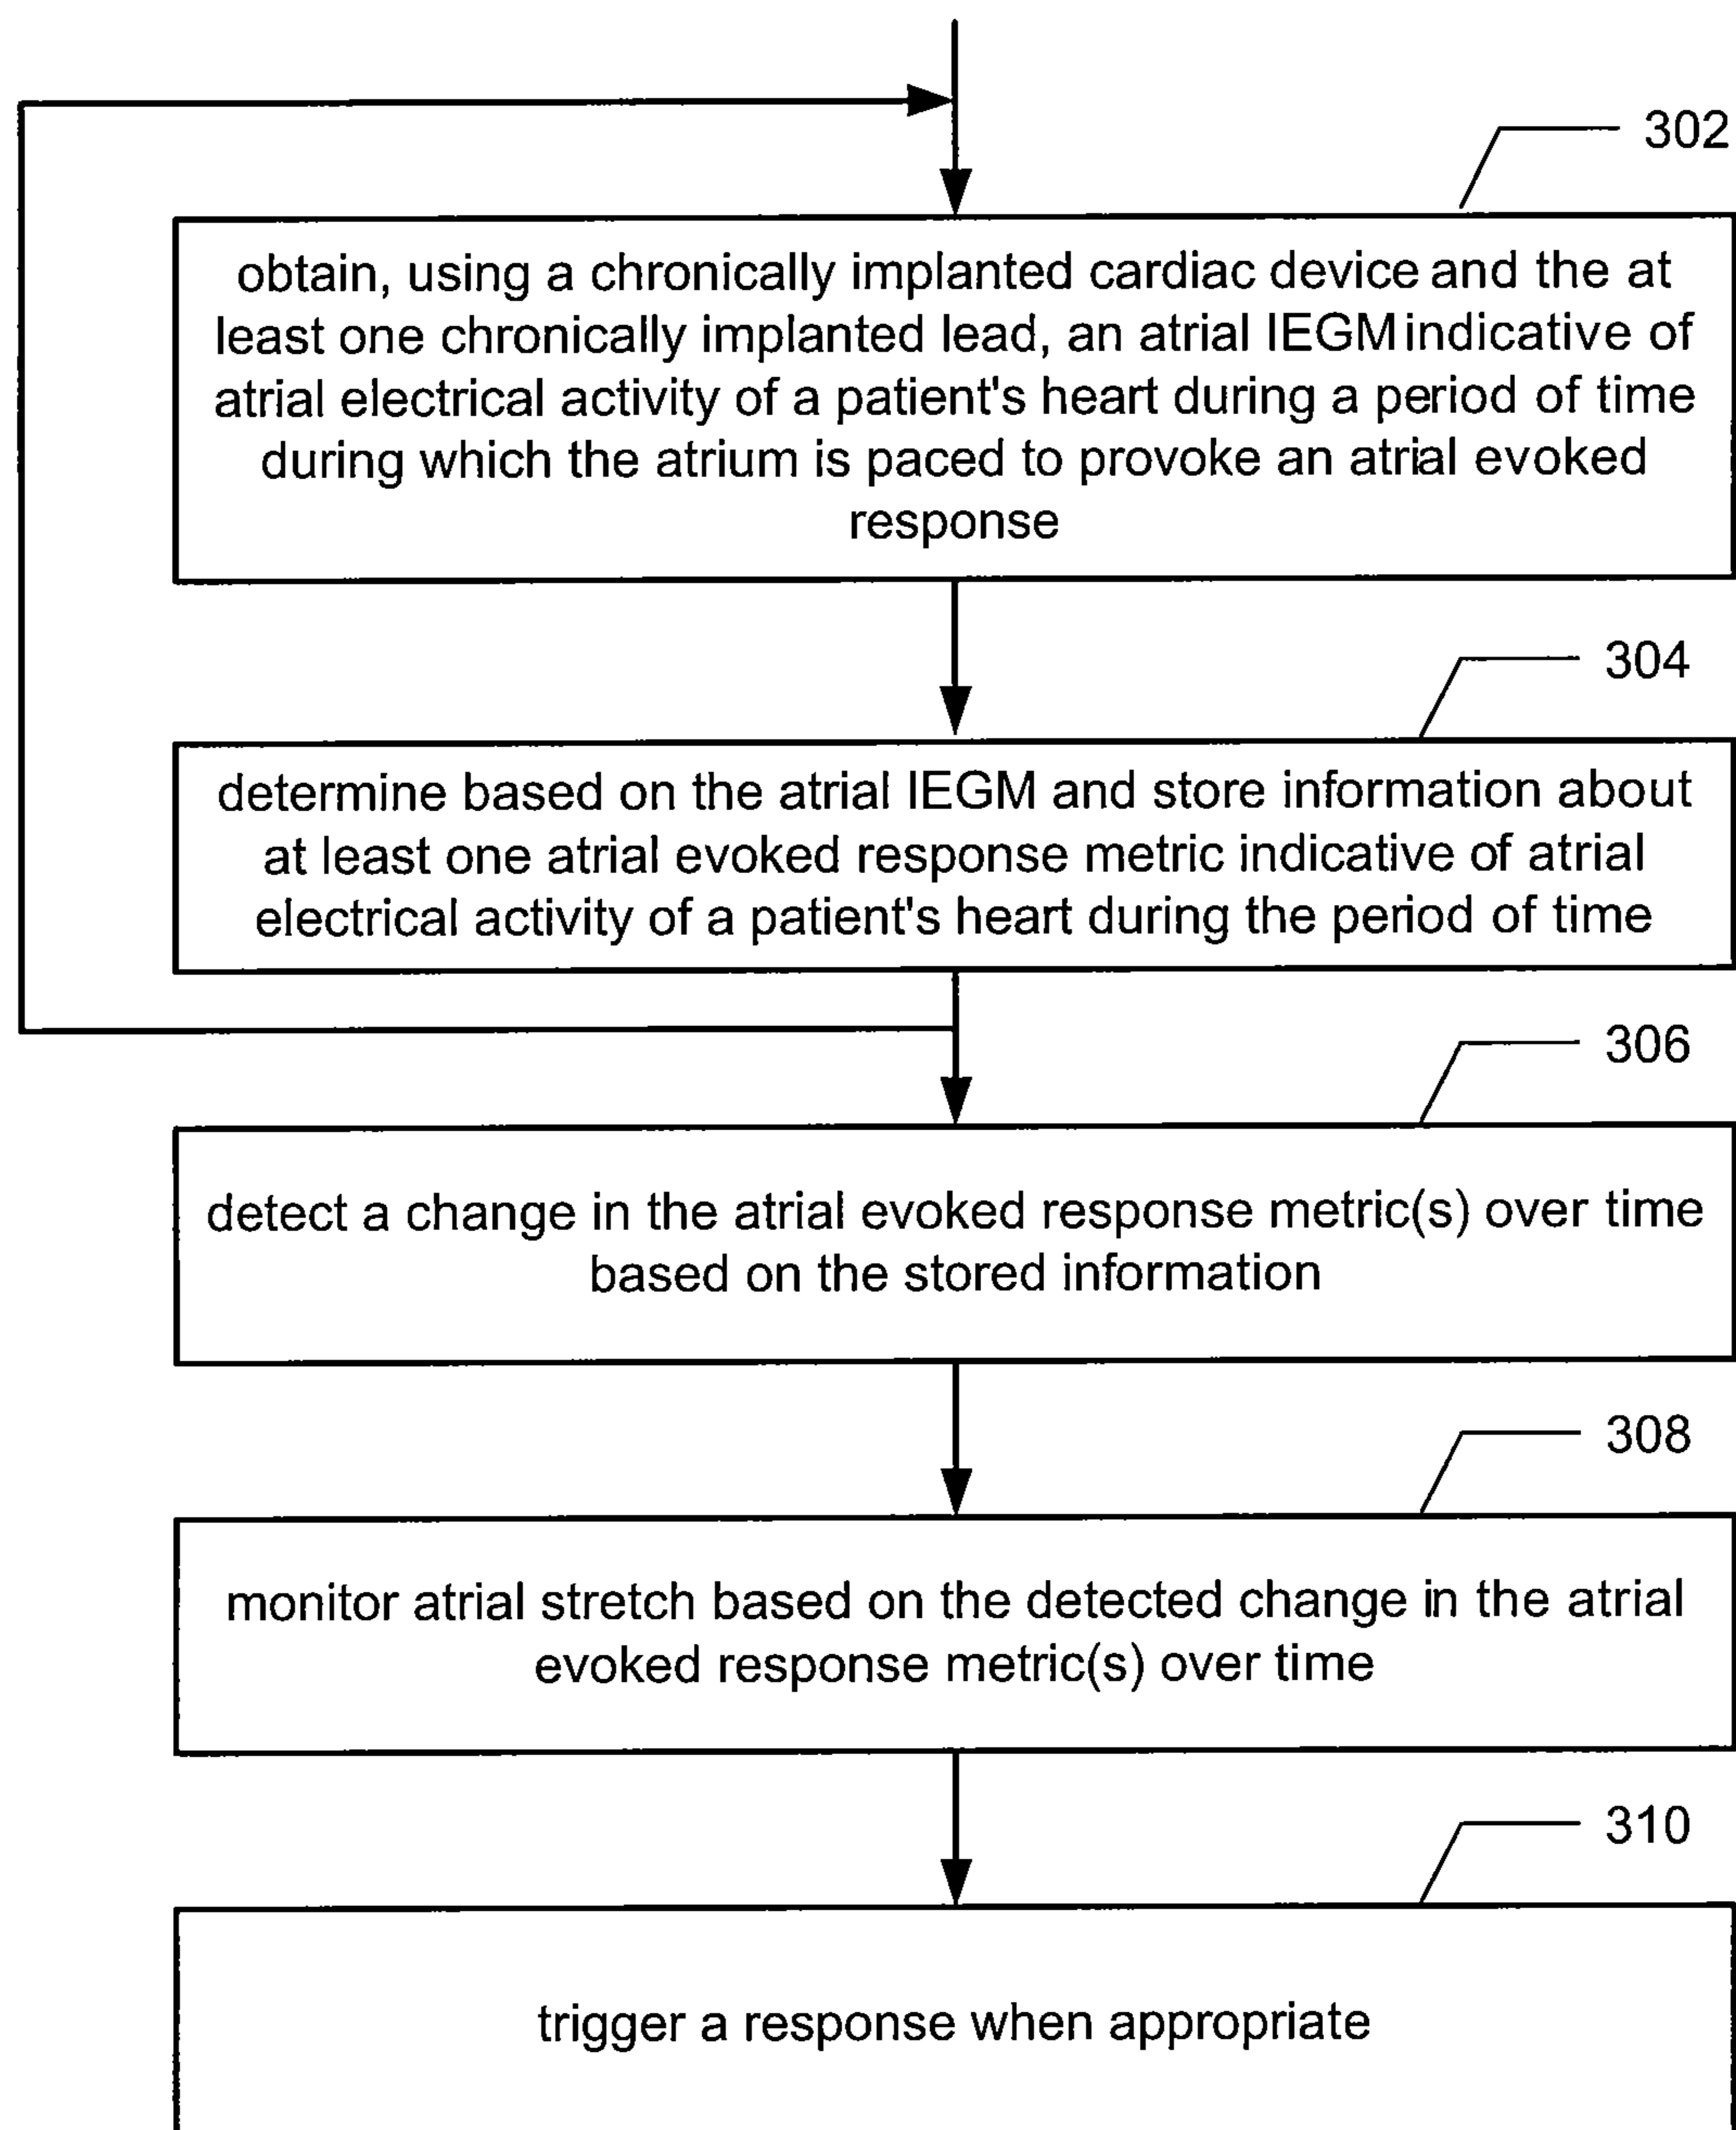 302
obtain, using a chronically implanted cardiac device and the at
least one chronically implanted lead, an atrial IEGM indicative of
atrial electrical activity of a patient's heart during a period of time
during which the atrium is paced to provoke an atrial evoked
response
304
determine based on the atrial IEGM and store information about
at least one atrial evoked response metric indicative of atrial
electrical activity of a patient's heart during the period of time
306
detect a change in the atrial evoked response metric(s) over time
based on the stored information
308
monitor atrial stretch based on the detected change in the atrial
evoked response metric(s) over time
310
trigger a response when appropriate